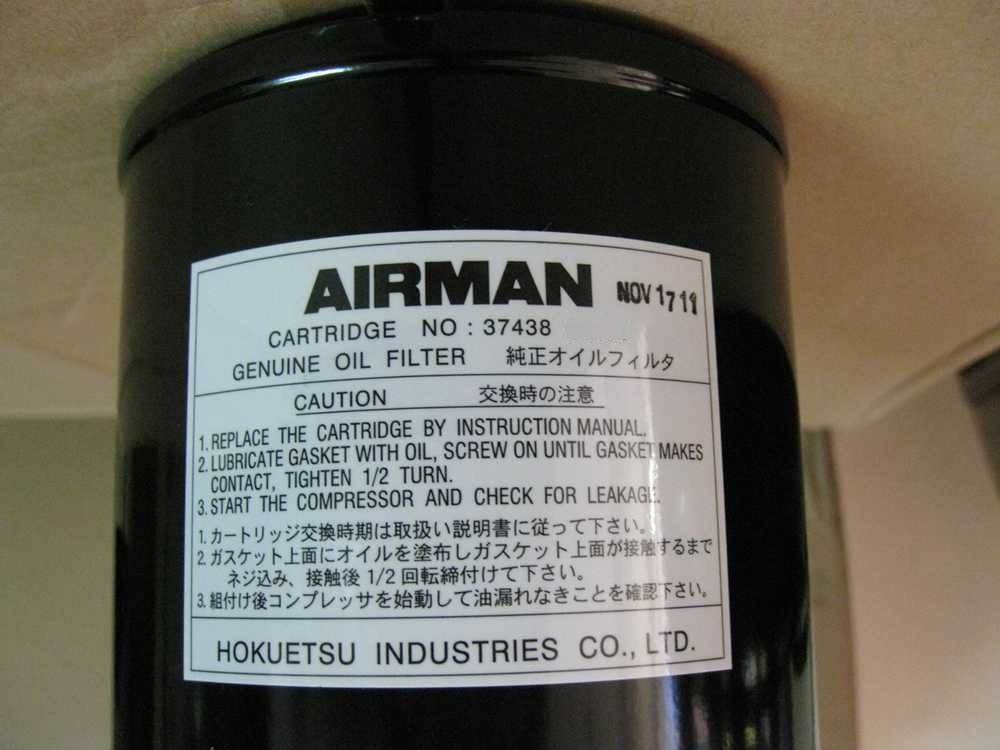 AIRMAN NOV 1711
CARTRIDGE NO : 37438
GENUINE OIL FILTER 純正オイルフィルタ
CAUTION 交換時の注意
1. REPLACE THE CARTRIDGE BY INSTRUCTION MANUAL.
2. LUBRICATE GASKET WITH OIL, SCREW ON UNTIL GASKET MAKES
CONTACT, TIGHTEN 1/2 TURN.
3. START THE COMPRESSOR AND CHECK FOR LEAKAGE.
1. カートリッジ交換時期は取扱い説明書に従って下さい。
2. ガスケット上面にオイルを塗布しガスケット上面が接触するまで
ネジ込み、接触後 1/2 回転締付けて下さい。
3. 組付け後コンプレッサを始動して油漏れなきことを確認下さい。
HOKUETSU INDUSTRIES CO., LTD.